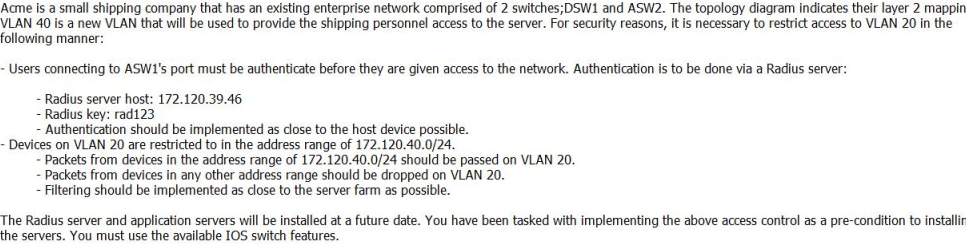 Acme is a small shipping company that has an existing enterprise network comprised of 2 switches;DSW1 and ASW2. The topology diagram indicates their layer 2 mappin
VLAN 40 is a new VLAN that will be used to provide the shipping personnel access to the server. For security reasons, it is necessary to restrict access to VLAN 20 in the
following manner:
- Users connecting to ASW1's port must be authenticate before they are given access to the network. Authentication is to be done via a Radius server:
- Radius server host: 172.120.39.46
- Radius key: rad123
- Authentication should be implemented as close to the host device possible.
- Devices on VLAN 20 are restricted to in the address range of 172.120.40.0/24.
- Packets from devices in the address range of 172.120.40.0/24 should be passed on VLAN 20.
- Packets from devices in any other address range should be dropped on VLAN 20.
- Filtering should be implemented as close to the server farm as possible.
The Radius server and application servers will be installed at a future date. You have been tasked with implementing the above access control as a pre-condition to installin
the servers. You must use the available IOS switch features.